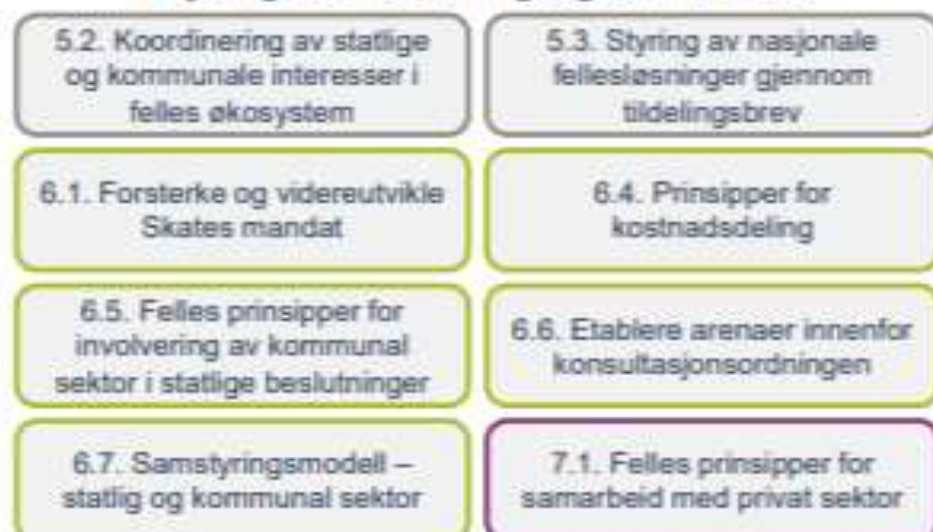 5.2. Koordinering av statlige
og kommunale interesser i
felles økosystem
5.3. Styring av nasjonale
fellesløsninger gjennom
tildelingsbrev
6.1. Forsterke og videreutvikle
Skates mandat
6.4. Prinsipper for
kostnadsdeling
6.5. Felles prinsipper for
involvering av kommunal
sektor i statlige beslutninger
6.6. Etablere arenaer innenfor
konsultasjonsordningen
6.7. Samstyringsmodell –
statlig og kommunal sektor
7.1. Felles prinsipper for
samarbeid med privat sektor